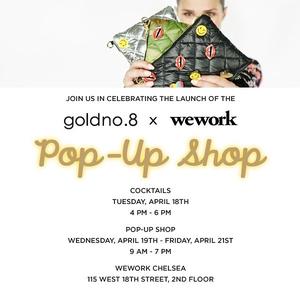 JOIN US IN CELEBRATING THE LAUNCH OF THE
goldno.8 x wework
Pop-Up Shop
COCKTAILS
TUESDAY, APRIL 18TH
4 PM - 6 PM
POP-UP SHOP
WEDNESDAY, APRIL 19TH - FRIDAY, APRIL 21ST
9 AM - 7 PM
WEWORK CHELSEA
115 WEST 18TH STREET, 2ND FLOOR